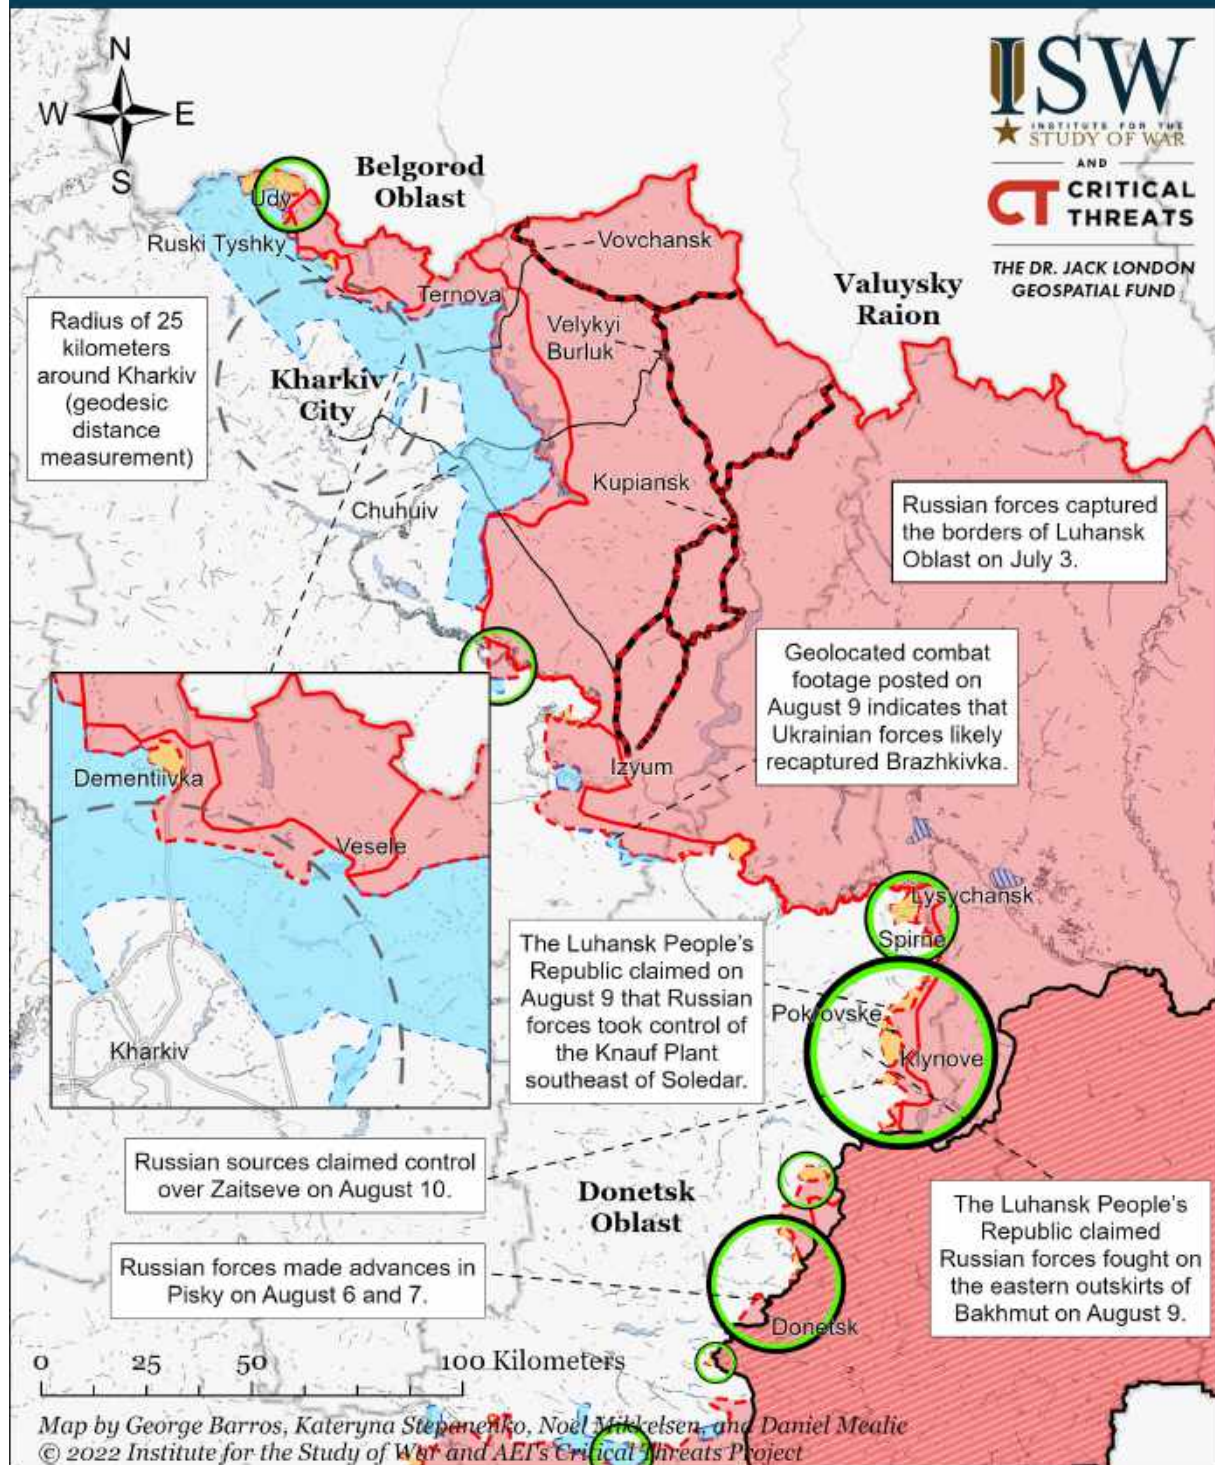 N
W E
S
ISW
INSTITUTE FOR THE
STUDY OF WAR
AND
CT CRITICAL
THREATS
THE DR. JACK LONDON
GEOSPATIAL FUND
Belgorod
Oblast
Udy
Ruski Tyshky
Vovchansk
Ternova
Valuysky
Raion
Radius of 25
kilometers
around Kharkiv
(geodesic
distance
measurement)
Velykyi
Burluk
Kharkiv
City
Kupiansk
Chuhuiv
Russian forces captured
the borders of Luhansk
Oblast on July 3.
Geolocated combat
footage posted on
August 9 indicates that
Ukrainian forces likely
recaptured Brazhkivka.
Izyum
Dementiivka
Vesele
Kharkiv
Lysychansk
Spirne
The Luhansk People's
Republic claimed on
August 9 that Russian
forces took control of
the Knauf Plant
southeast of Soledar.
Pokrovske
Klynove
Russian sources claimed control
over Zaitseve on August 10.
Donetsk
Oblast
The Luhansk People's
Republic claimed
Russian forces fought on
the eastern outskirts of
Bakhmut on August 9.
Russian forces made advances in
Pisky on August 6 and 7.
Donetsk
0 25 50 100 Kilometers
Map by George Barros, Kateryna Stepanenko, Noel Mikkelsen, and Daniel Mealie
© 2022 Institute for the Study of War and AEI's Critical Threats Project